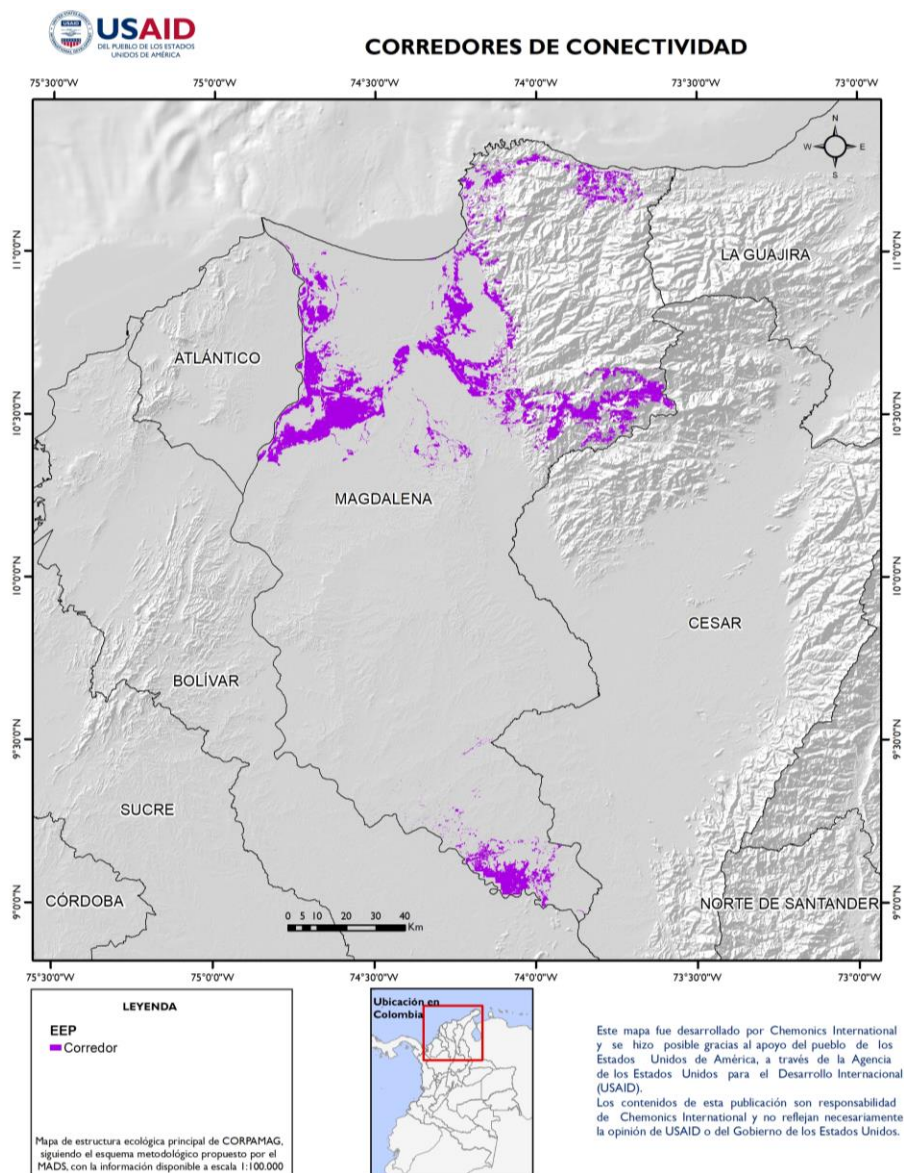 USAID
DEL PUEBLO DE LOS ESTADOS
UNIDOS DE AMÉRICA
CORREDORES DE CONECTIVIDAD
75°30'0"W
75°0'0"W
74°30'0"W
74°0'0"W
73°30'0"W
73°0'0"W
N
W
E
S
11°0'0"N
11°0'0"N
LA GUAJIRA
ATLÁNTICO
10°30'0"N
10°30'0"N
MAGDALENA
10°0'0"N
10°0'0"N
CESAR
BOLÍVAR
9°30'0"N
9°30'0"N
SUCRE
CÓRDOBA
9°0'0"N
9°0'0"N
NORTE DE SANTANDER
0 5 10 20 30 40
Km
75°30'0"W
75°0'0"W
74°30'0"W
74°0'0"W
73°30'0"W
73°0'0"W
LEYENDA
EEP
Corredor
Mapa de estructura ecológica principal de CORPAMAG,
siguiendo el esquema metodológico propuesto por el
MADS, con la información disponible a escala 1:100.000
Ubicación en
Colombia
Este mapa fue desarrollado por Chemonics International
y se hizo posible gracias al apoyo del pueblo de los
Estados Unidos de América, a través de la Agencia
de los Estados Unidos para el Desarrollo Internacional
(USAID).
Los contenidos de esta publicación son responsabilidad
de Chemonics International y no reflejan necesariamente
la opinión de USAID o del Gobierno de los Estados Unidos.